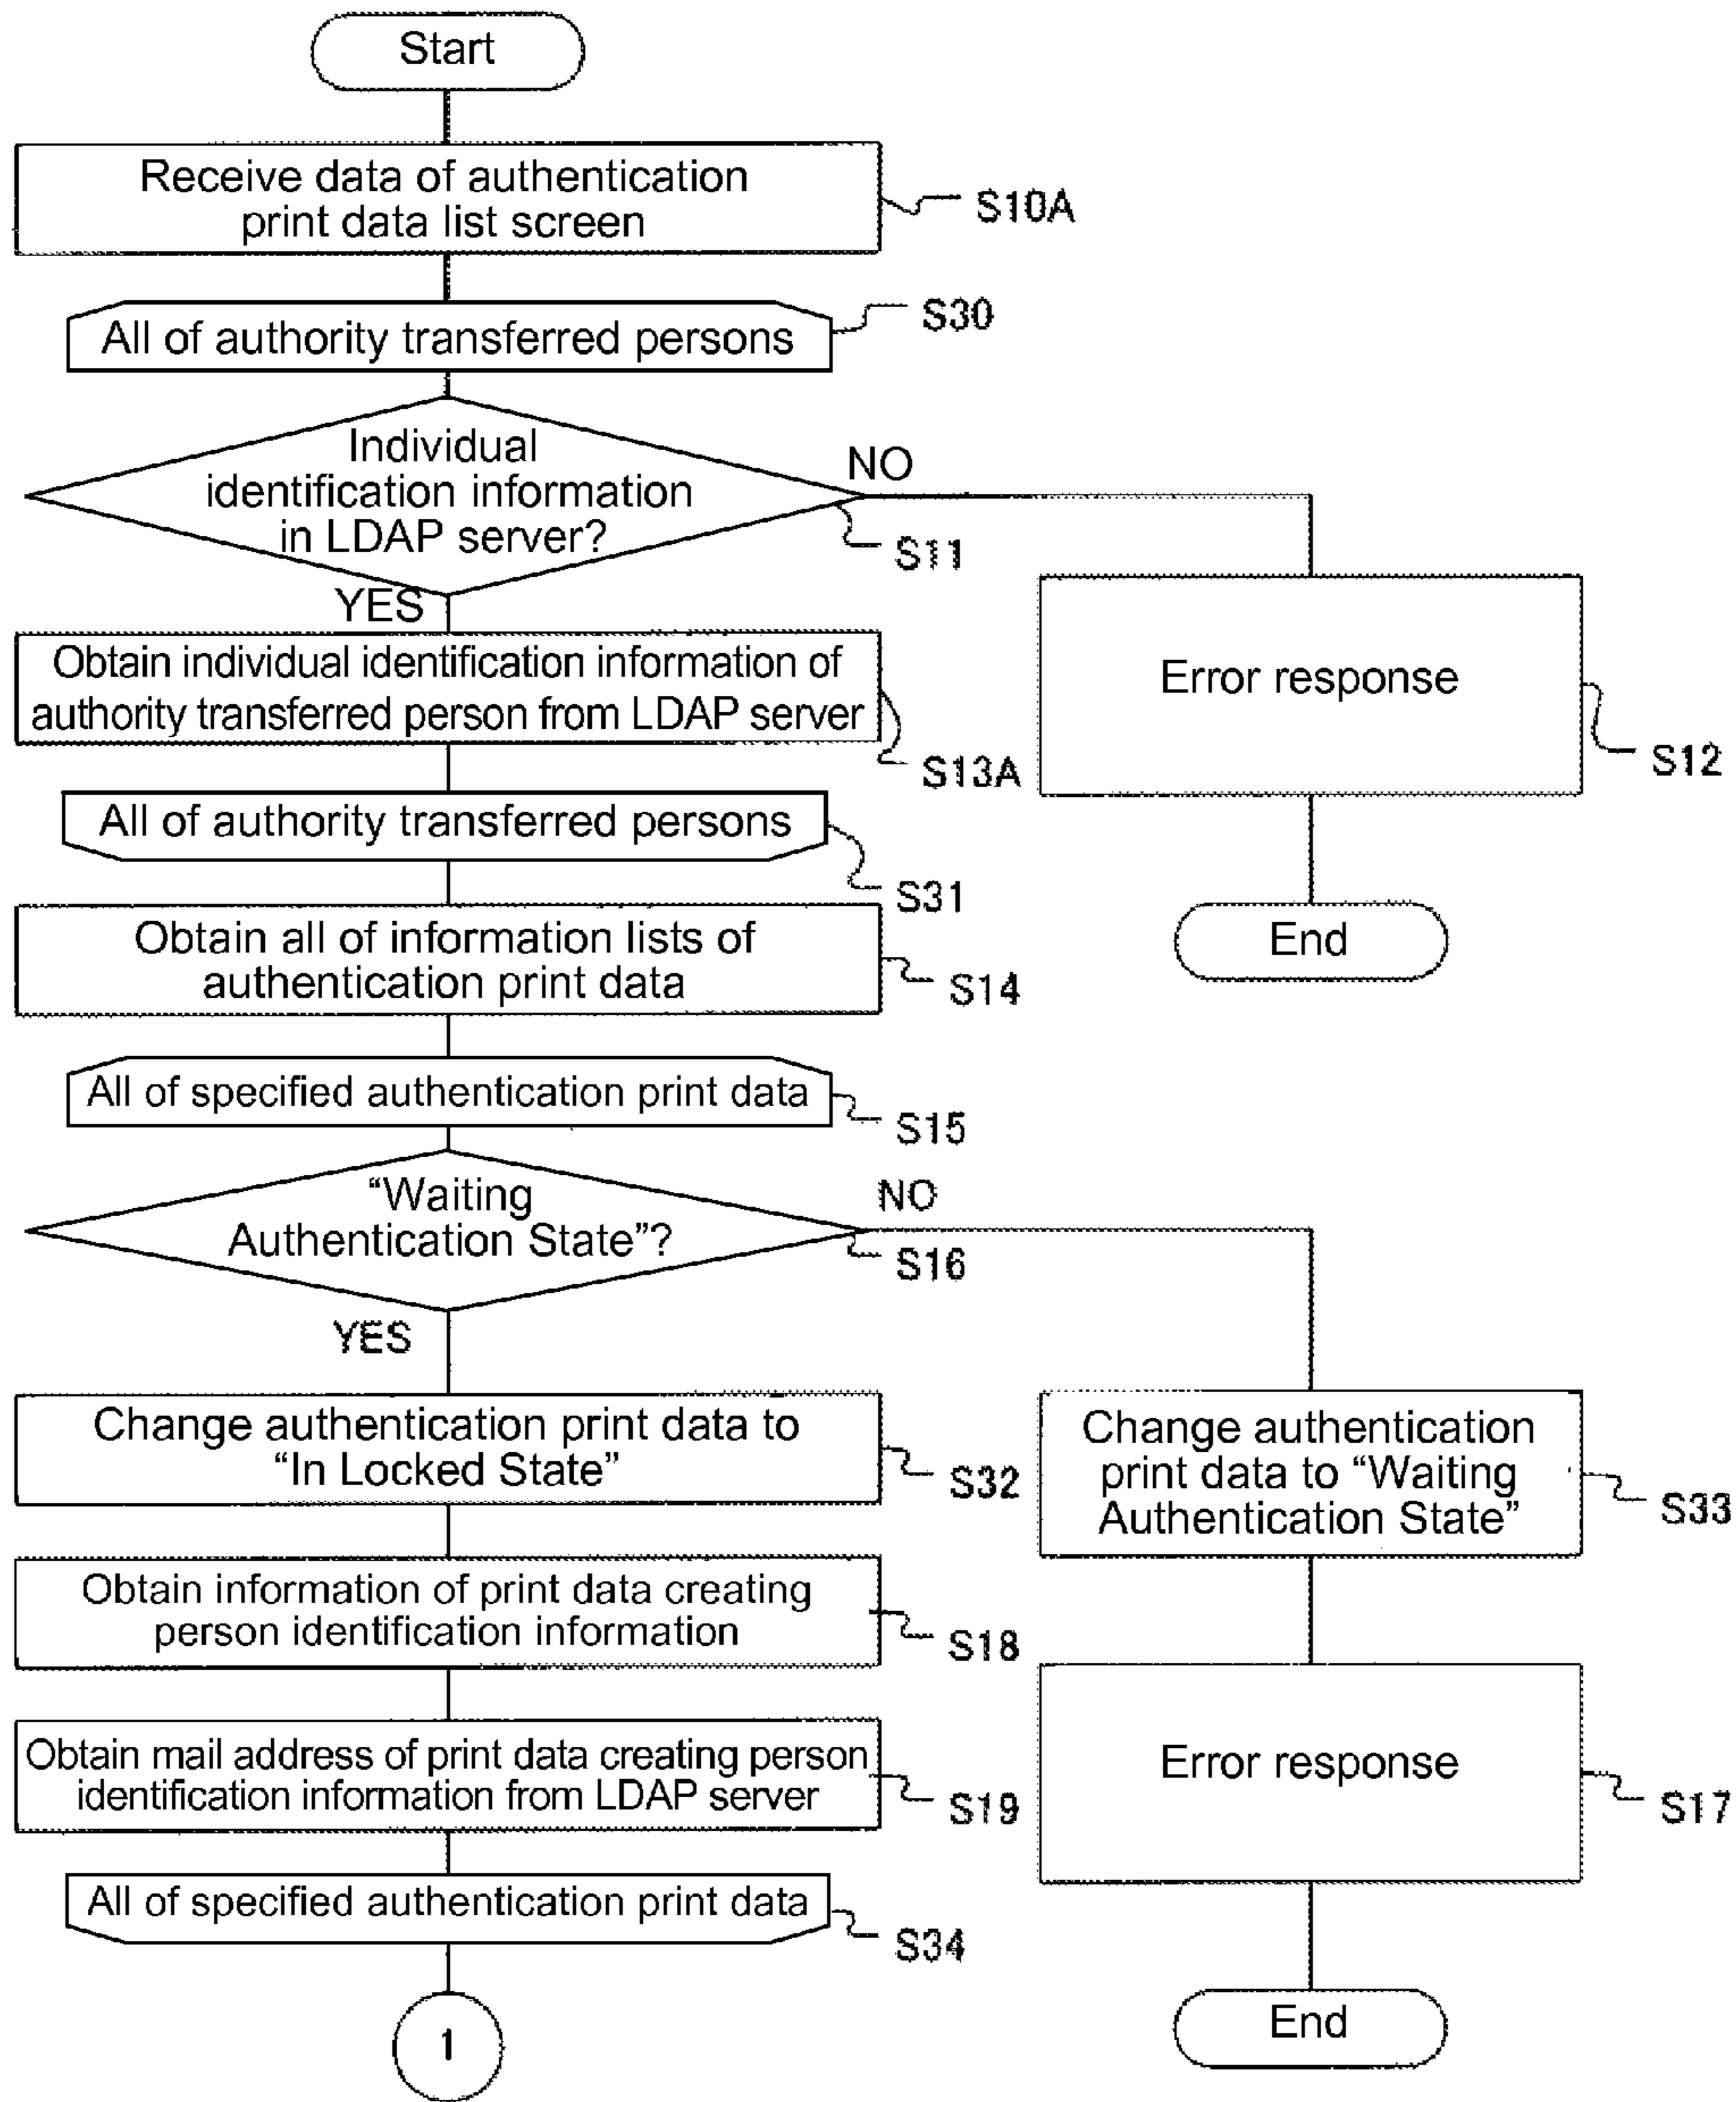 Start
Receive data of authentication
print data list screen
S10A
All of authority transferred persons
S30
Individual
identification information
in LDAP server?
NO
S11
YES
Obtain individual identification information of
authority transferred person from LDAP server
S13A
Error response
S12
End
All of authority transferred persons
S31
Obtain all of information lists of
authentication print data
S14
All of specified authentication print data
S15
“Waiting
Authentication State”?
NO
S16
YES
Change authentication print data to
“In Locked State”
S32
Change authentication
print data to “Waiting
Authentication State”
S33
Obtain information of print data creating
person identification information
S18
Obtain mail address of print data creating person
identification information from LDAP server
S19
Error response
S17
All of specified authentication print data
S34
1
End